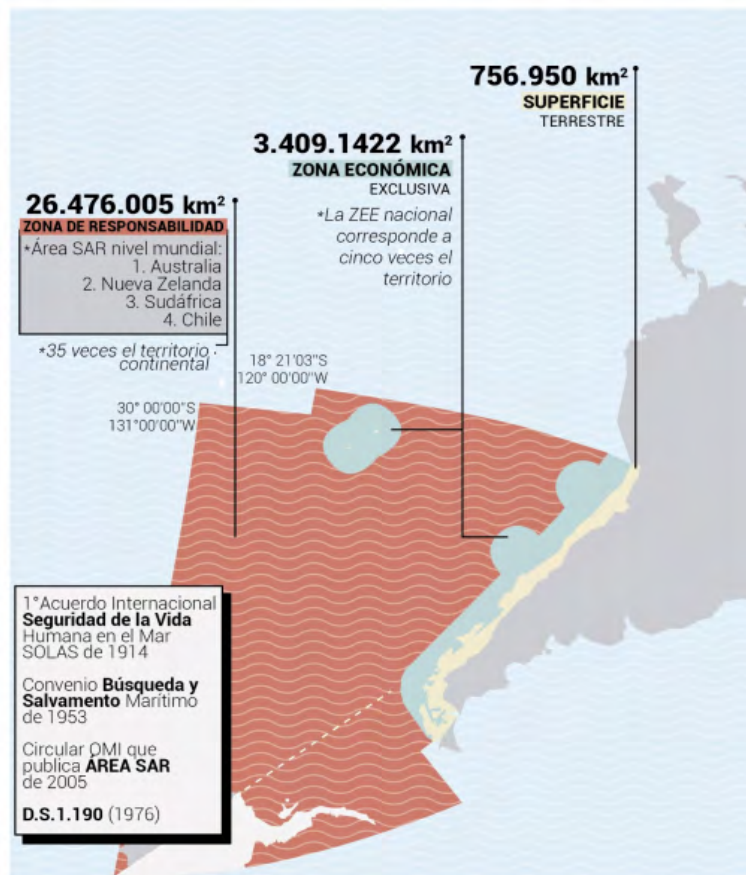 756.950 km²
SUPERFICIE
TERRESTRE
3.409.1422 km²
ZONA ECONÓMICA
EXCLUSIVA
*La ZEE nacional
corresponde a
cinco veces el
territorio
26.476.005 km²
ZONA DE RESPONSABILIDAD
*Área SAR nivel mundial:
1. Australia
2. Nueva Zelanda
3. Sudáfrica
4. Chile
*35 veces el territorio
continental
18° 21'03"S
120° 00'00"W
30° 00'00"S
131°00'00"W
1°Acuerdo Internacional
Seguridad de la Vida
Humana en el Mar
SOLAS de 1914
Convenio Búsqueda y
Salvamento Marítimo
de 1953
Circular OMI que
publica ÁREA SAR
de 2005
D.S.1.190 (1976)